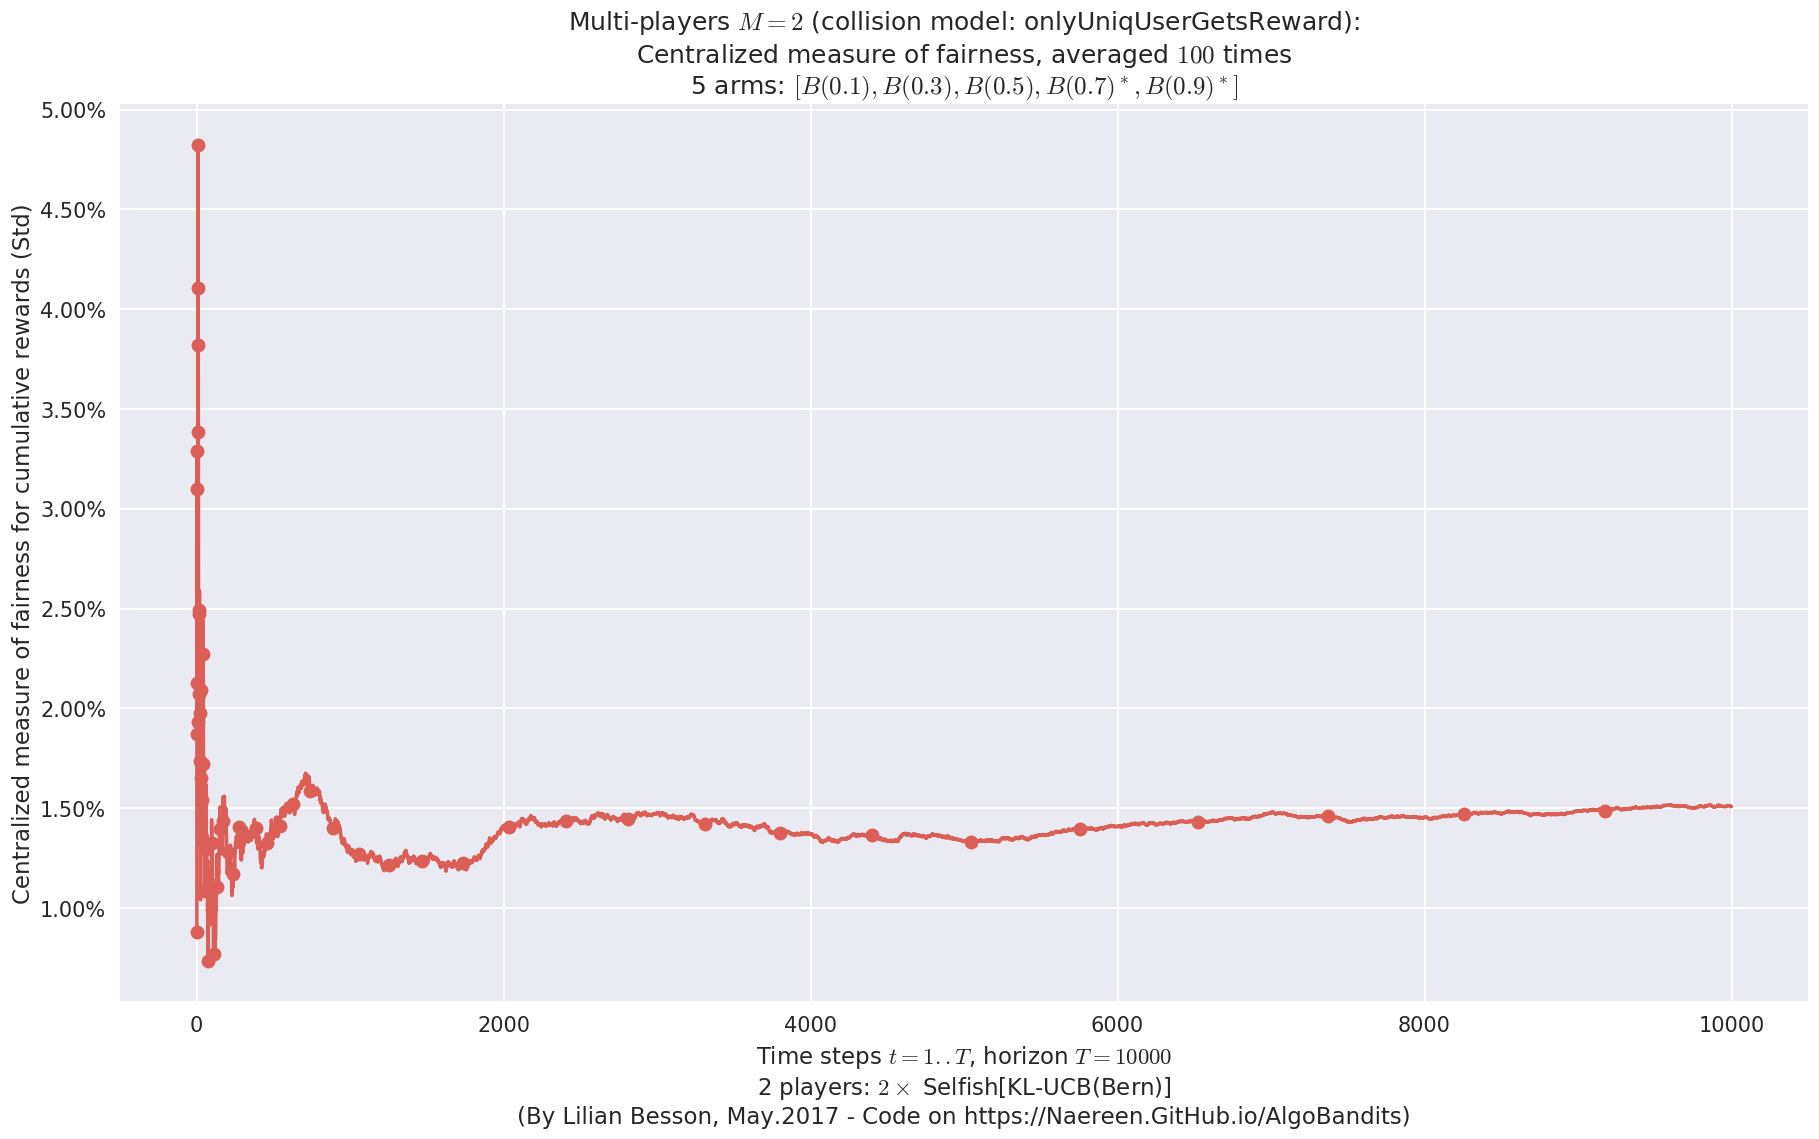 Multi-players M = 2 (collision model: onlyUniqUserGetsReward):
Centralized measure of fairness, averaged 100 times
5 arms: [B(0.1), B(0.3), B(0.5), B(0.7)*, B(0.9)*]
Centralized measure of fairness for cumulative rewards (Std)
5.00%
4.50%
4.00%
3.50%
3.00%
2.50%
2.00%
1.50%
1.00%
0 2000 4000 6000 8000 10000
Time steps t = 1..T, horizon T = 10000
2 players: 2 × Selfish[KL-UCB(Bern)]
(By Lilian Besson, May.2017 - Code on https://Naereen.GitHub.io/AlgoBandits)